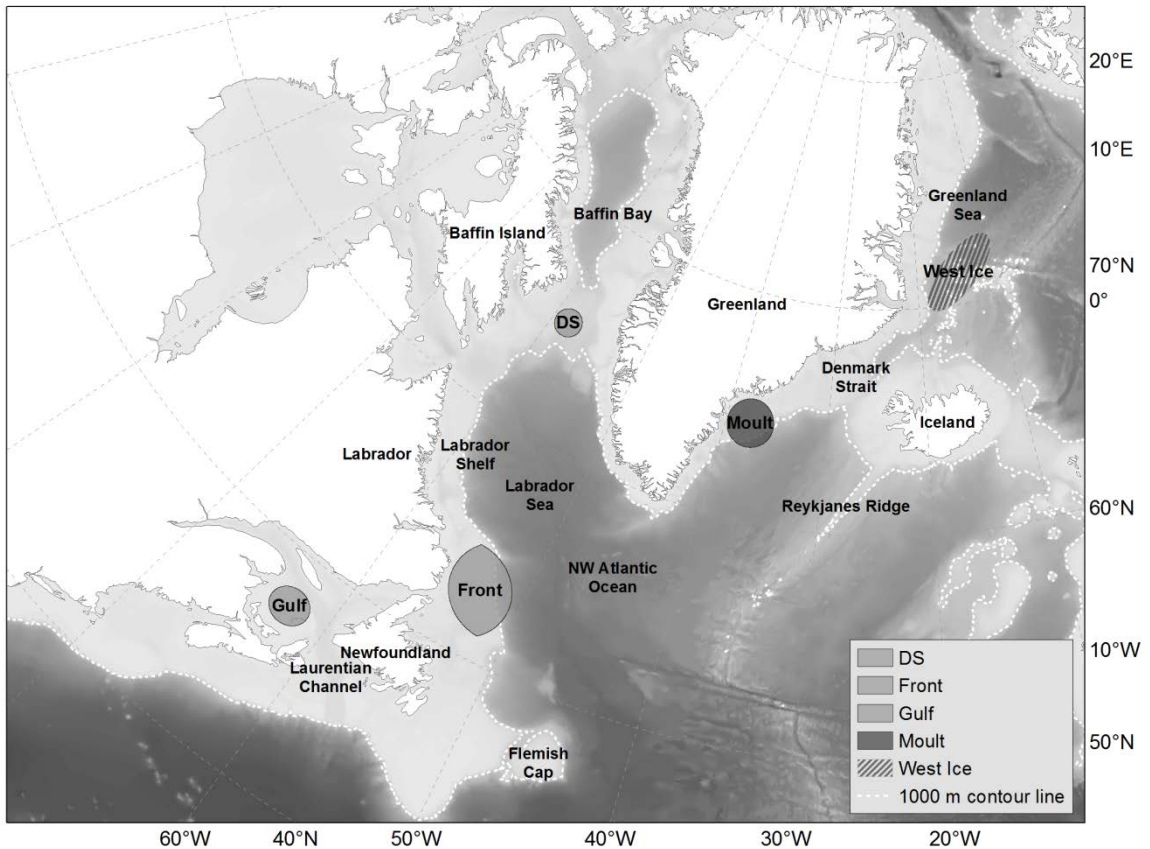 20°E
10°E
Greenland
Sea
Baffin Bay
Baffin Island
West Ice
70°N
0°
Greenland
DS
Denmark
Strait
Moult
Iceland
Labrador
Labrador
Shelf
Labrador
Sea
Reykjanes Ridge
60°N
NW Atlantic
Ocean
Front
Gulf
Newfoundland
Laurentian
Channel
10°W
Flemish
Cap
50°N
DS
Front
Gulf
Moult
West Ice
1000 m contour line
60°W
40°N
50°W
40°W
30°W
20°W